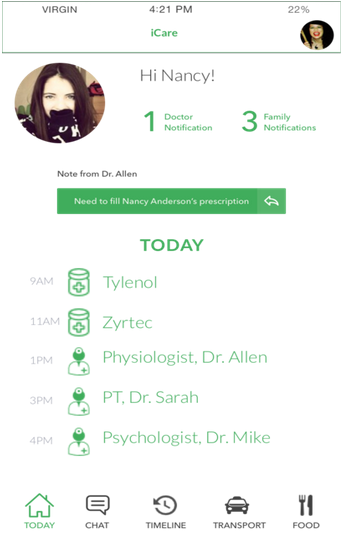 VIRGIN 4:21 PM 22%
iCare
Hi Nancy!
1 Doctor Notification
3 Family Notifications
Note from Dr. Allen
Need to fill Nancy Anderson's prescription
TODAY
9AM Tylenol
11AM Zyrtec
1PM Physiologist, Dr. Allen
3PM PT, Dr. Sarah
4PM Psychologist, Dr. Mike
TODAY CHAT TIMELINE TRANSPORT FOOD